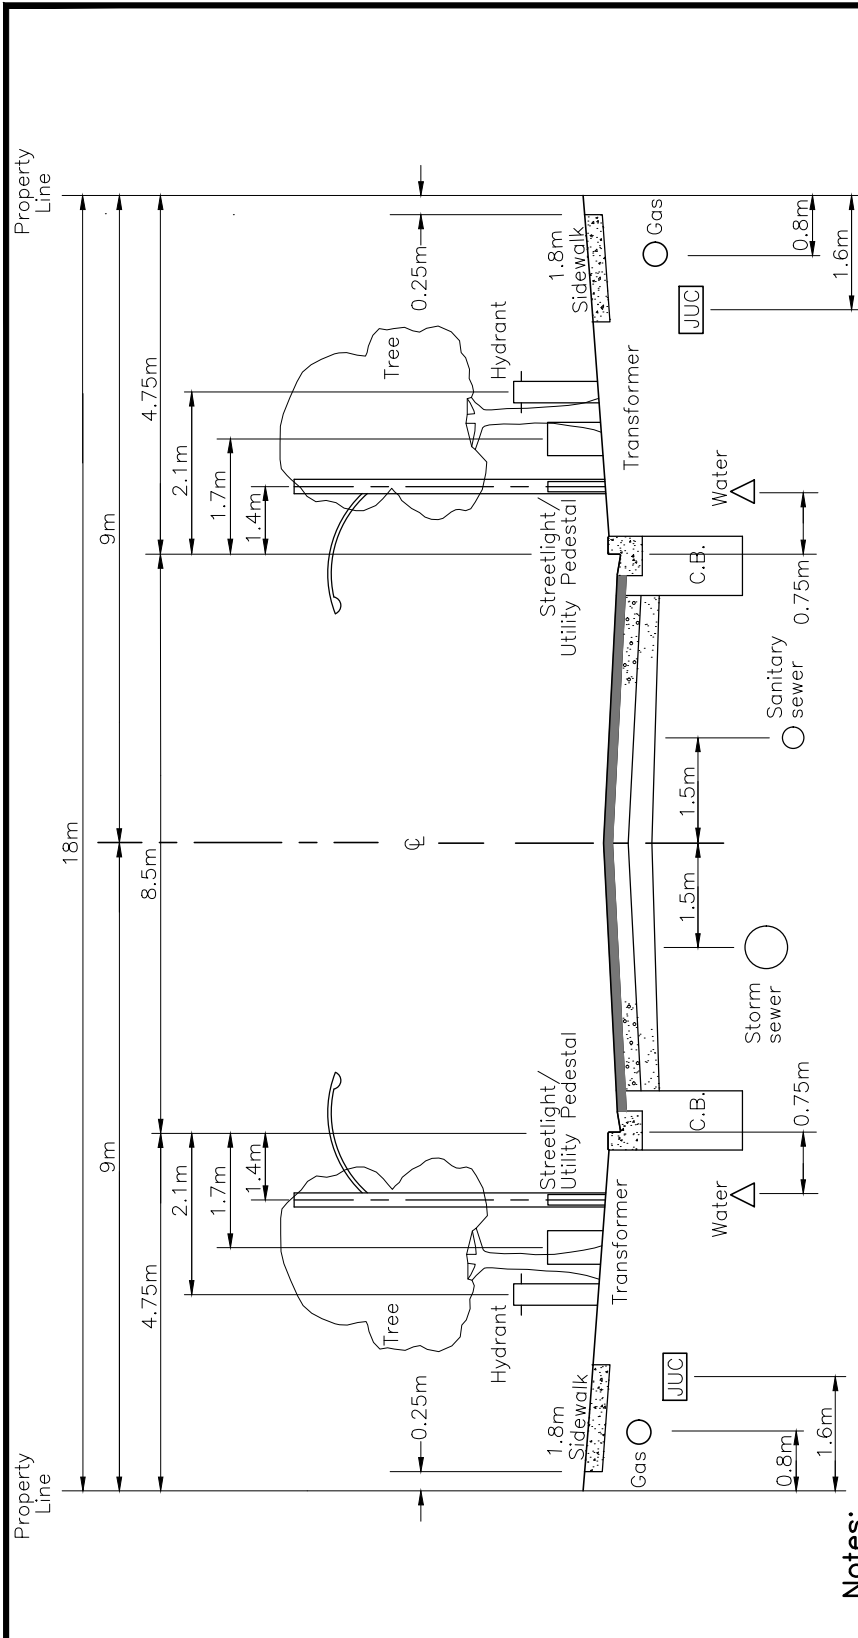 Property
Line
Property
Line
18m
9m
9m
4.75m
8.5m
4.75m
2.1m
1.7m
1.4m
1.4m
1.7m
2.1m
0.25m
Tree
Hydrant
1.8m
Sidewalk
Streetlight/
Utility Pedestal
Transformer
℄
Streetlight/
Utility Pedestal
Transformer
Tree
Hydrant
0.25m
1.8m
Sidewalk
Gas
JUC
0.8m
1.6m
Water
C.B.
0.75m
Storm
sewer
1.5m
1.5m
Sanitary
sewer
C.B.
0.75m
Water
JUC
Gas
0.8m
1.6m
Notes: